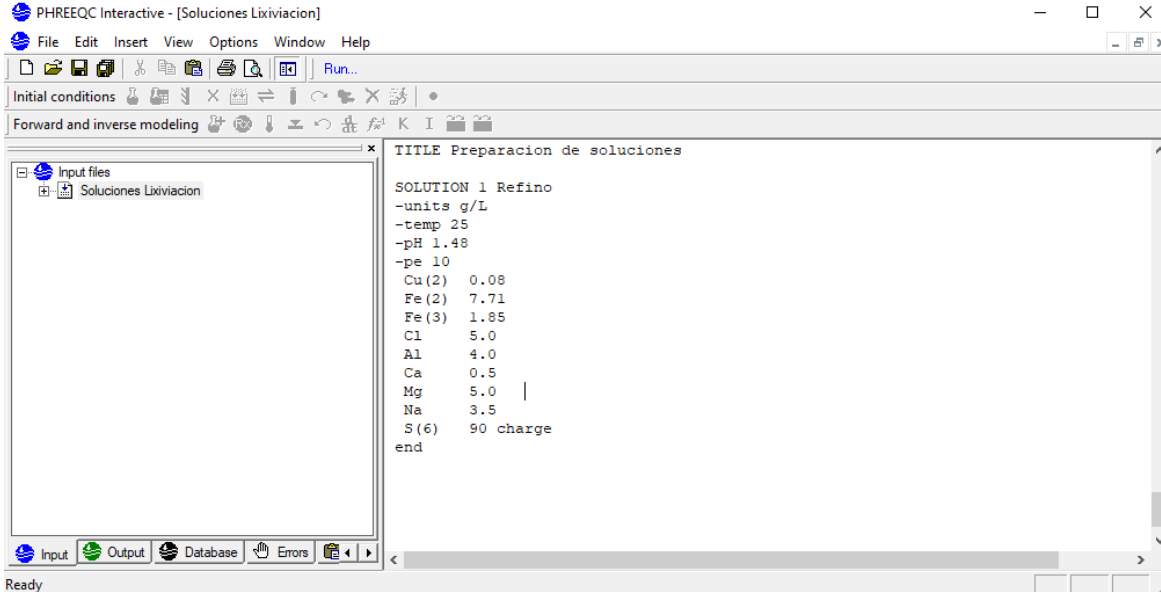 PHREEQC Interactive - [Soluciones Lixiviacion]
File Edit Insert View Options Window Help
Run...
Initial conditions
Forward and inverse modeling K I
Input files
Soluciones Lixiviacion
TITLE Preparacion de soluciones
SOLUTION 1 Refino
-units g/L
-temp 25
-pH 1.48
-pe 10
Cu(2) 0.08
Fe(2) 7.71
Fe(3) 1.85
Cl 5.0
Al 4.0
Ca 0.5
Mg 5.0
Na 3.5
S(6) 90 charge
end
Input Output Database Errors
Ready